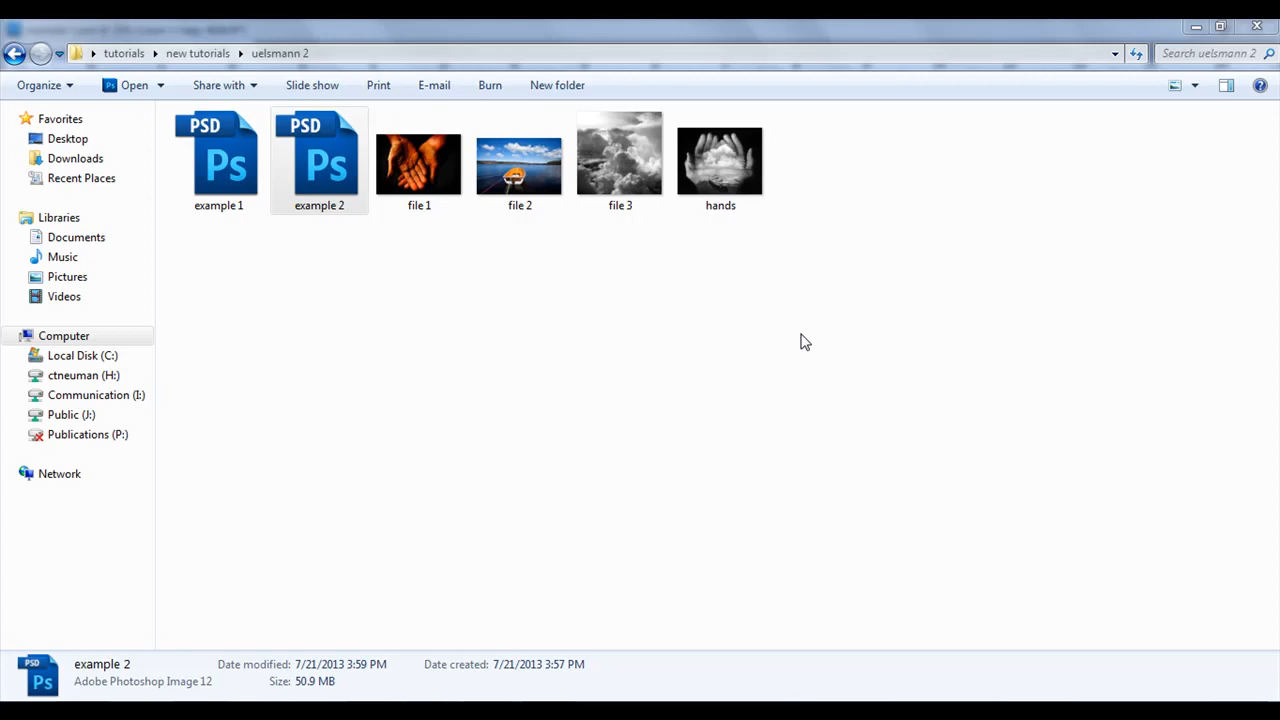 tutorials new tutorials uelsmann 2 Search uelsmann 2
Organize Open Share with Slide show Print E-mail Burn New folder
Favorites
Desktop
Downloads
Recent Places
Libraries
Documents
Music
Pictures
Videos
Computer
Local Disk (C:)
ctneuman (H:)
Communication (I:)
Public (J:)
Publications (P:)
Network
PSD PSD
Ps Ps
example 1 example 2 file 1 file 2 file 3 hands
PSD
Ps
example 2 Date modified: 7/21/2013 3:59 PM Date created: 7/21/2013 3:57 PM
Adobe Photoshop Image 12 Size: 50.9 MB